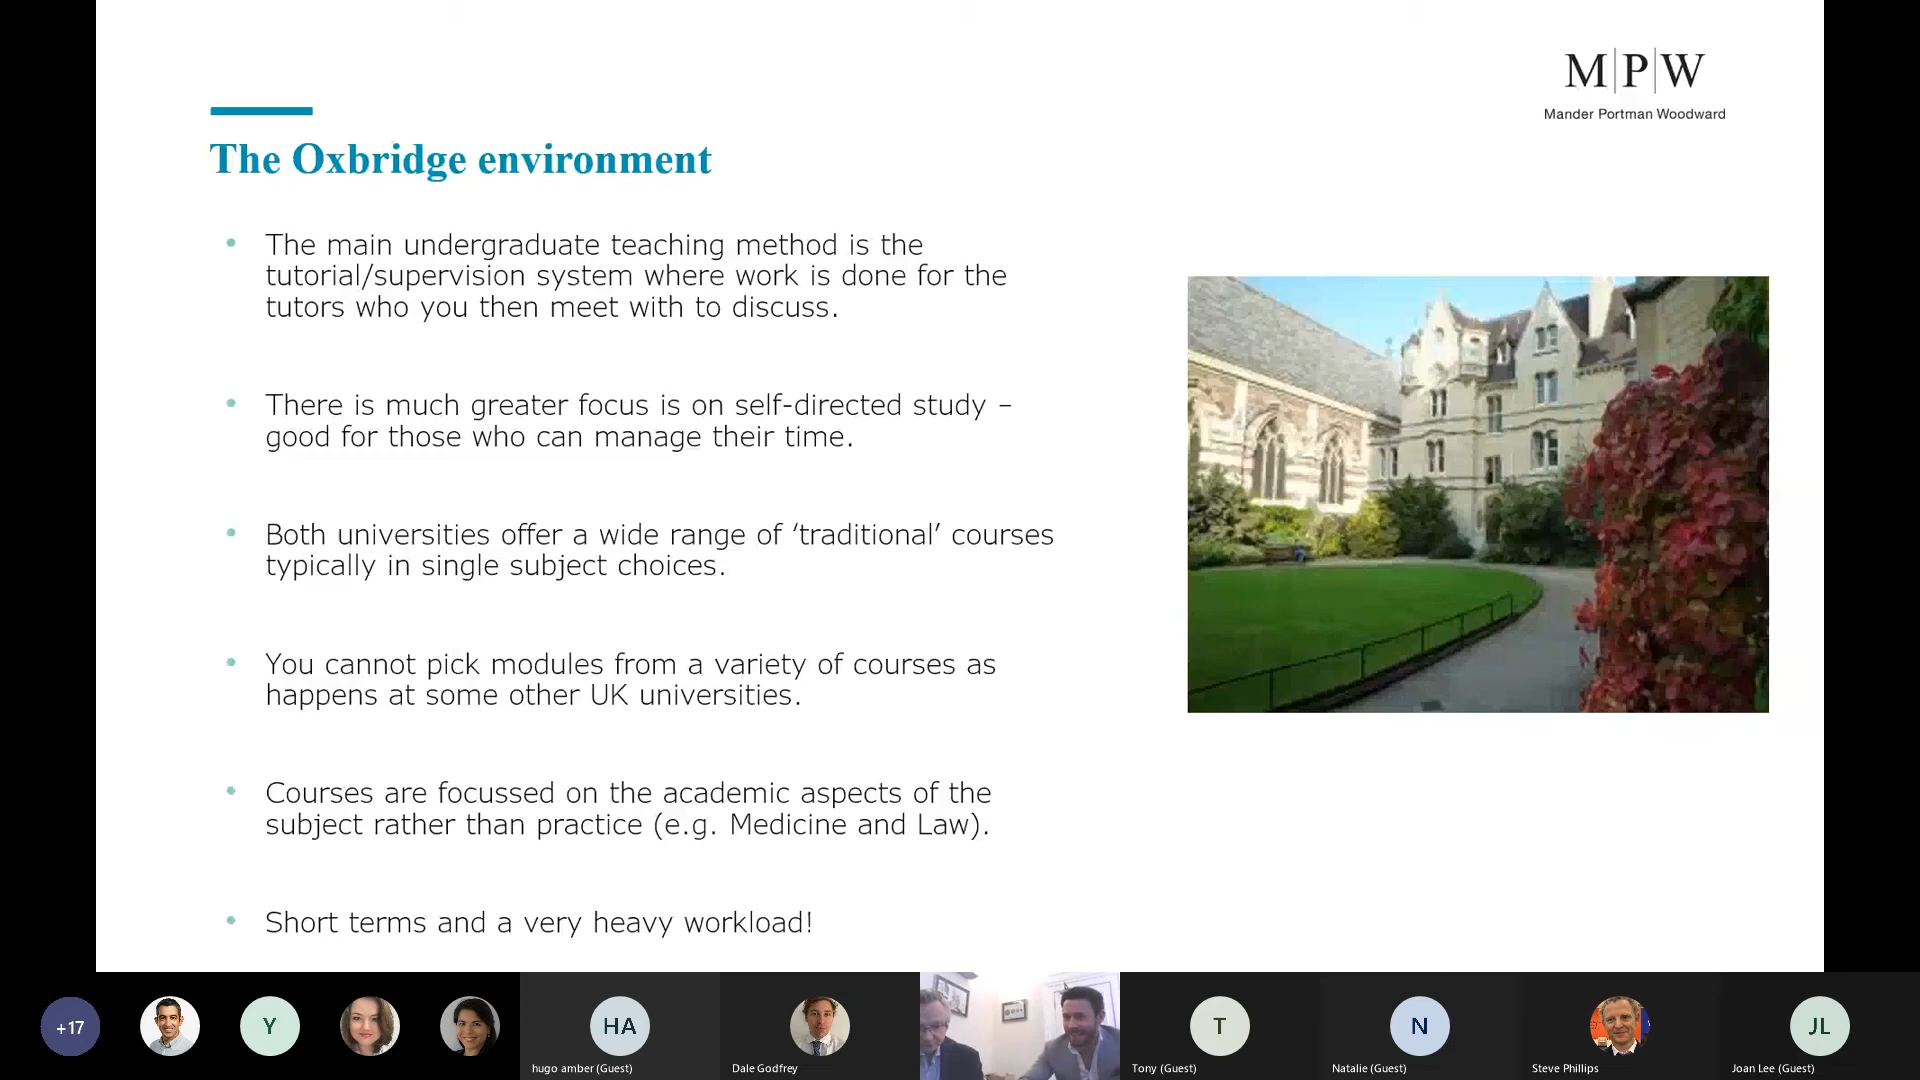 M|P|W
Mander Portman Woodward
The Oxbridge environment
• The main undergraduate teaching method is the
tutorial/supervision system where work is done for the
tutors who you then meet with to discuss.
• There is much greater focus is on self-directed study –
good for those who can manage their time.
• Both universities offer a wide range of ‘traditional’ courses
typically in single subject choices.
• You cannot pick modules from a variety of courses as
happens at some other UK universities.
• Courses are focussed on the academic aspects of the
subject rather than practice (e.g. Medicine and Law).
• Short terms and a very heavy workload!
+17
Y
HA
T
N
JL
hugo amber (Guest)
Dale Godfrey
Tony (Guest)
Natalie (Guest)
Steve Phillips
Joan Lee (Guest)